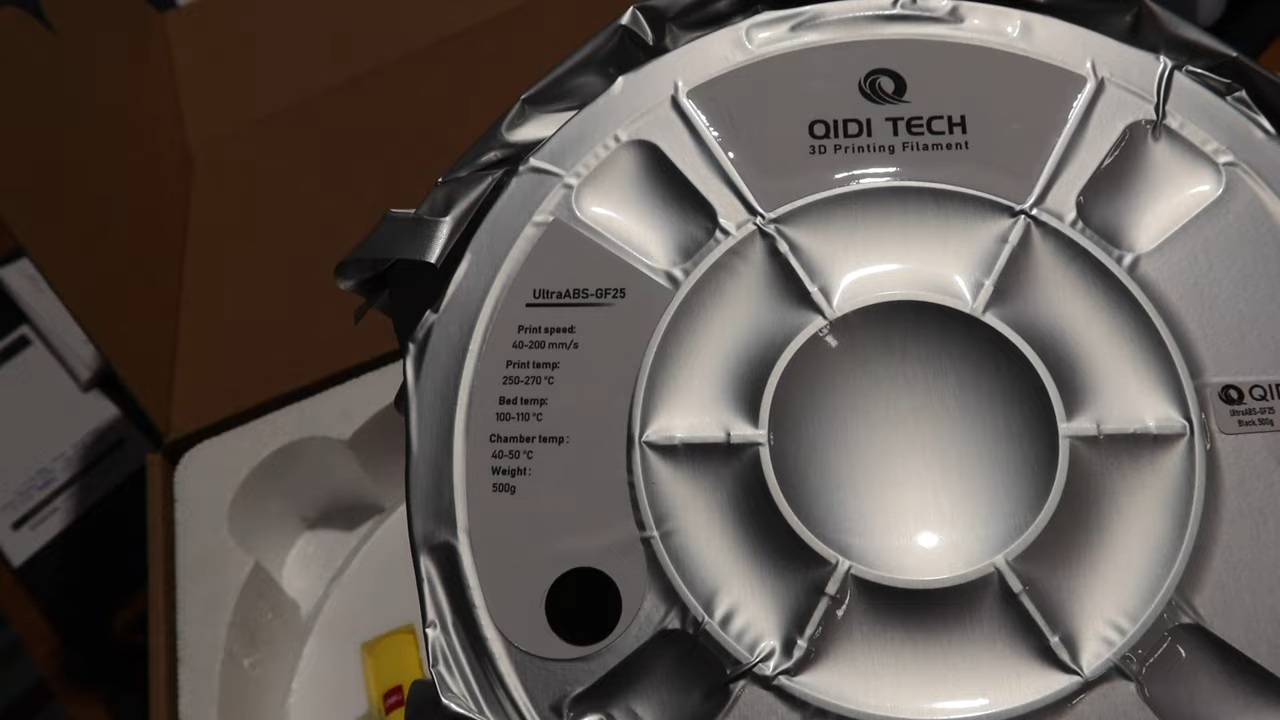 QIDI TECH
3D Printing Filament
UltraABS-GF25
Print speed:
40-200 mm/s
Print temp:
250-270 °C
Bed temp:
100-110 °C
Chamber temp :
40-50 °C
Weight :
500g
QIDI
UltraABS-GF25
Black, 500g